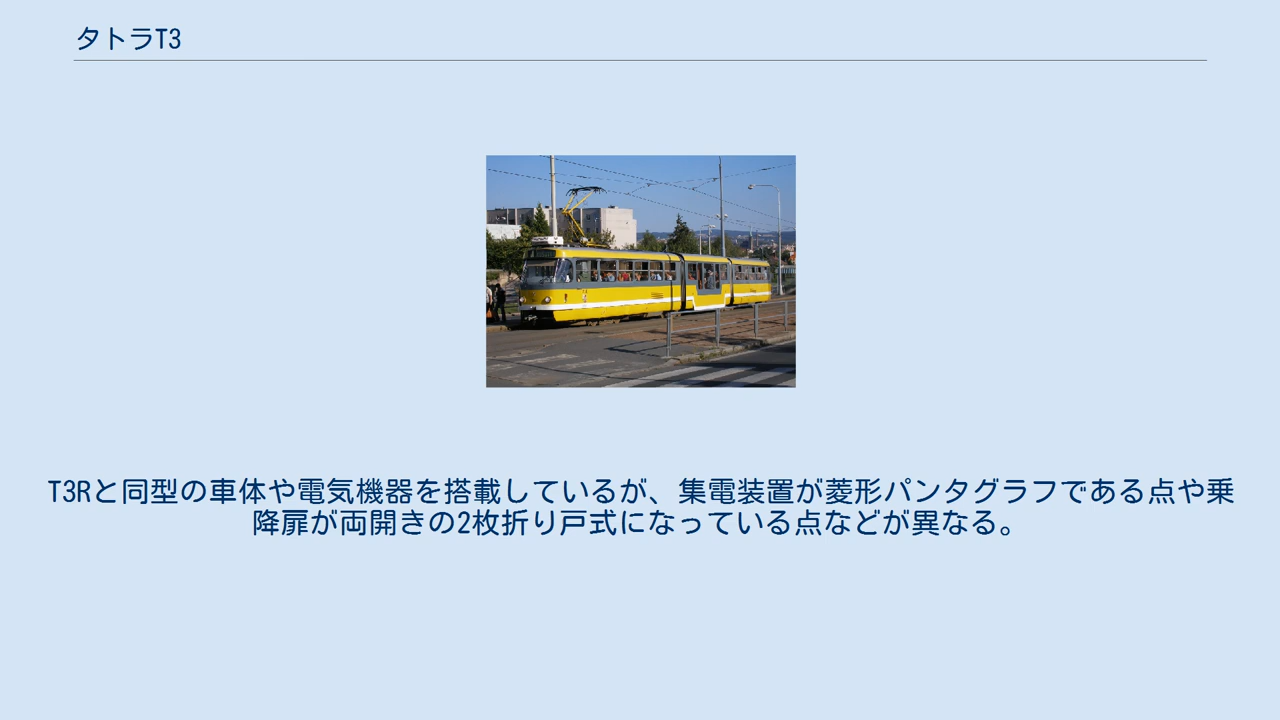 タトラT3
T3Rと同型の車体や電気機器を搭載しているが、集電装置が菱形パンタグラフである点や乗
降扉が両開きの2枚折り戸式になっている点などが異なる。